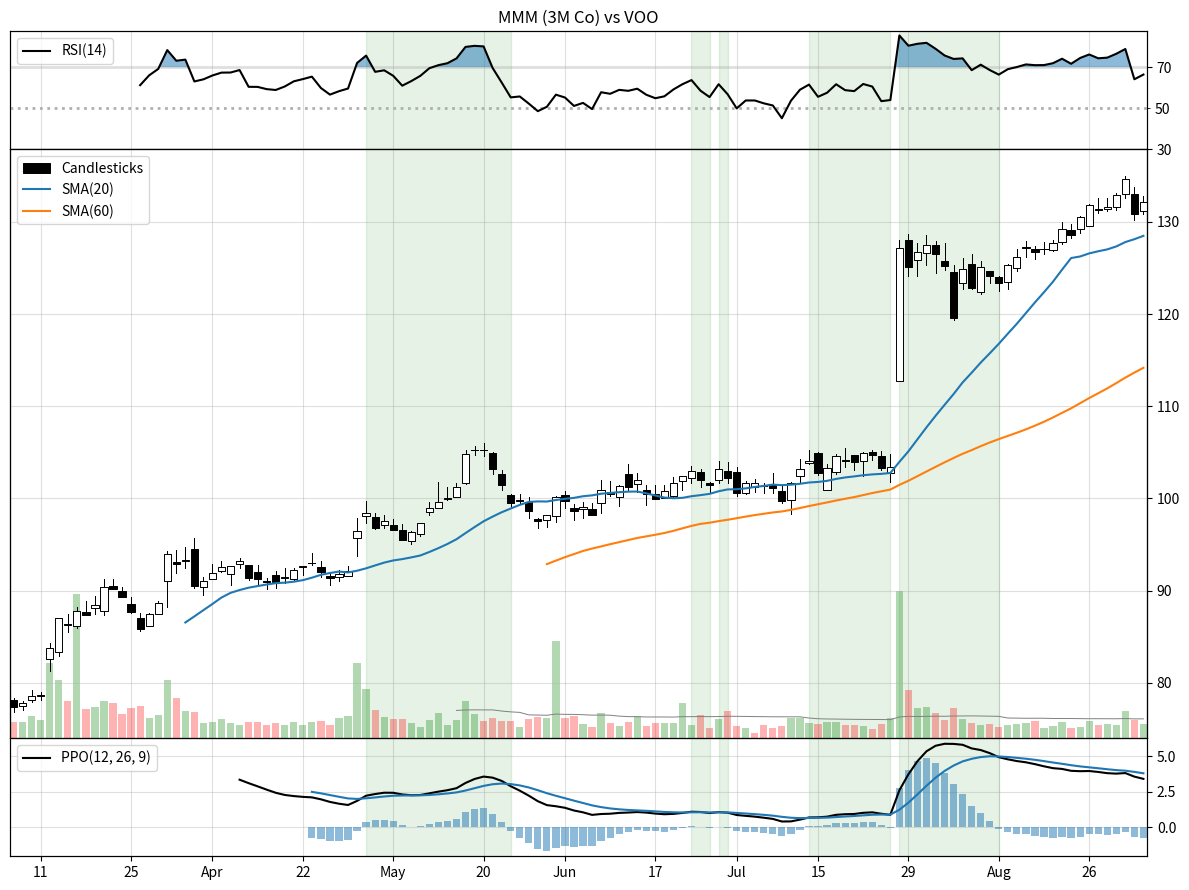 MMM (3M Co) vs VOO
RSI(14)
70
50
30
Candlesticks
SMA(20)
SMA(60)
130
120
110
100
90
80
PPO(12, 26, 9)
5.0
2.5
0.0
11 25 Apr 22 May 20 Jun 17 Jul 15 29 Aug 26